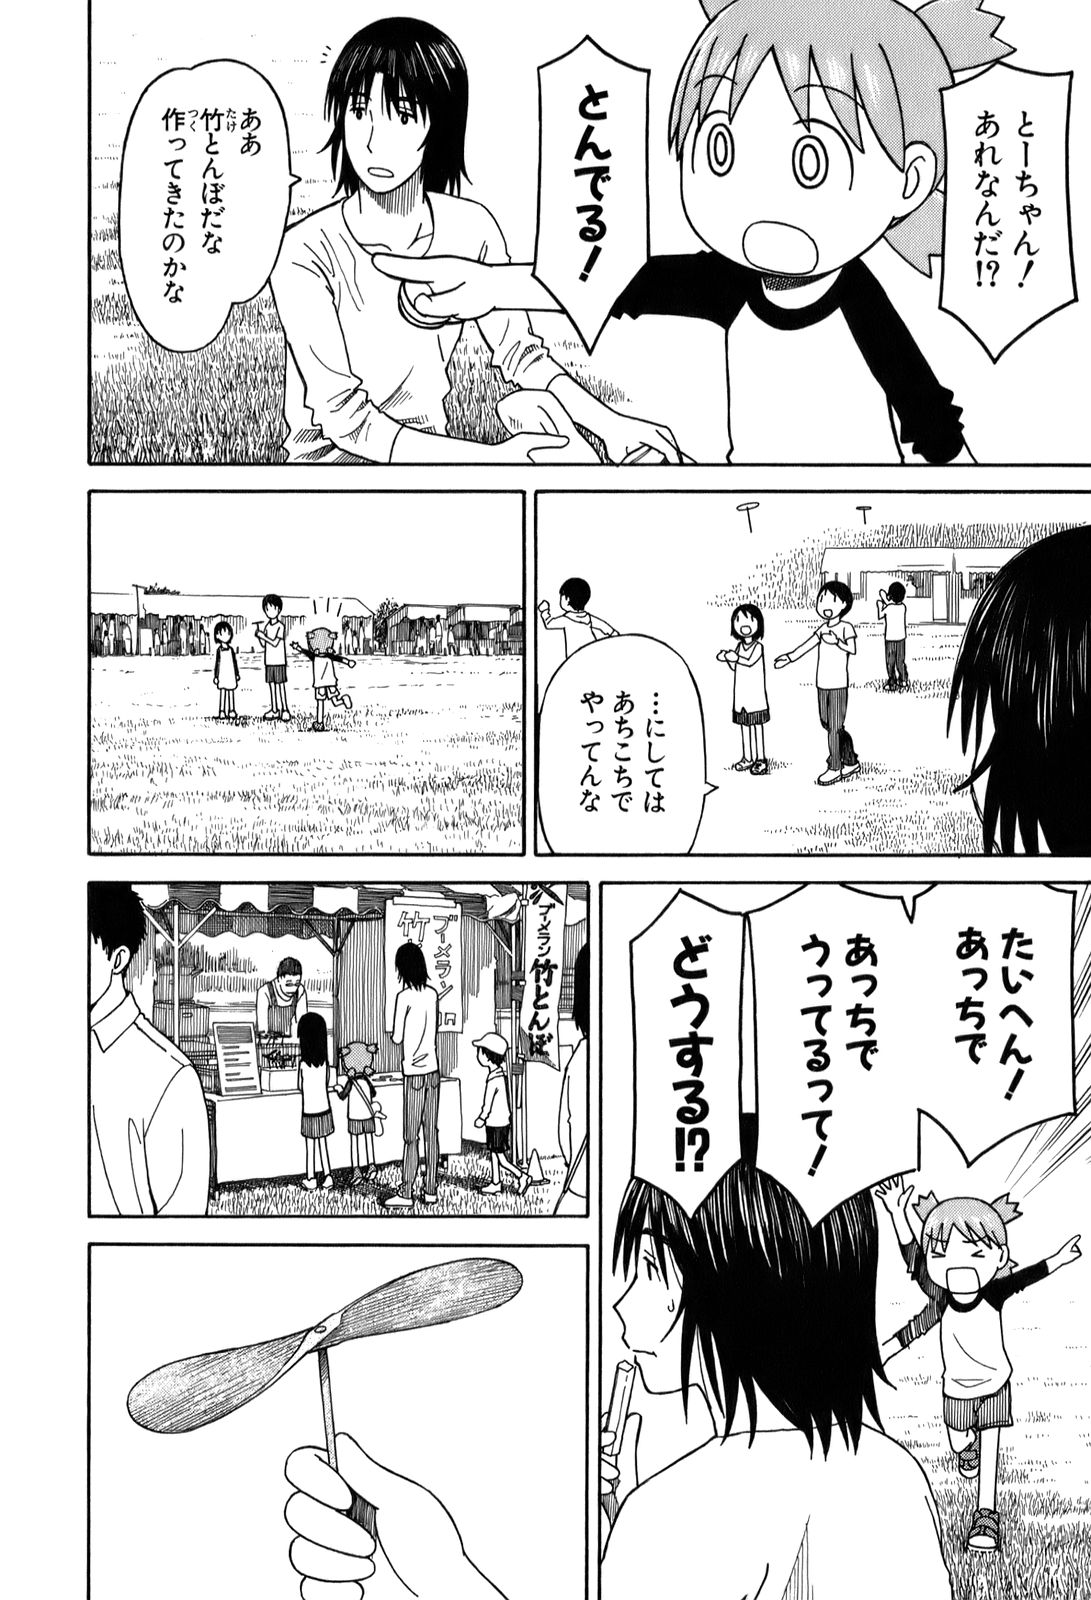 とーちゃん!
あれなんだ!?
とんでる!
ああ
竹とんぼだな
作ってきたのかな
たけ
つく
…にしては
あちこちで
やってんな
たいへん!
あっちで
あっちで
うってるって!
どうする!?
ブーメラン
竹
ブーメラン
竹とんぼ